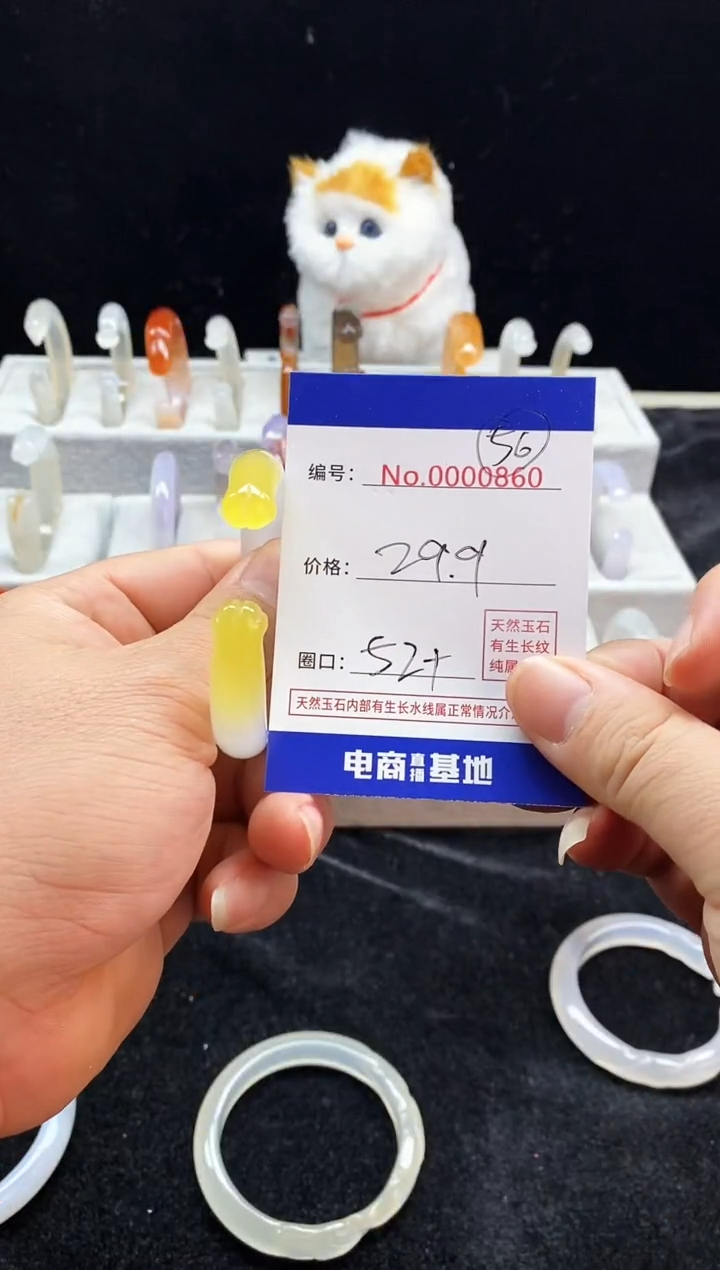 56
编号: No.0000860
价格: 29.9
圈口: 52+
天然玉石
有生长纹
纯属
天然玉石内部有生长水线属正常情况介
电商直播基地